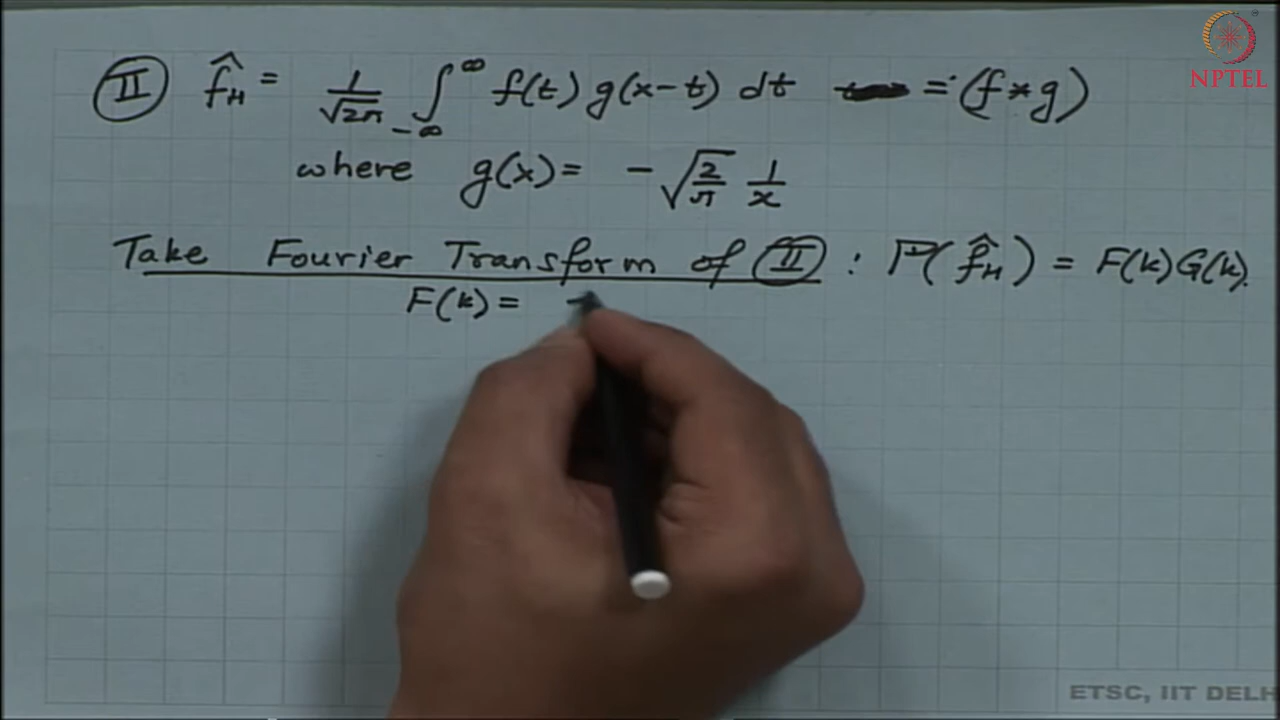 NPTEL
II f̂_H = 1/√2π ∫_{-∞}^{∞} f(t) g(x-t) dt = (f * g)
where g(x) = - √(2/π) 1/x
Take Fourier Transform of II : F(f̂_H) = F(k)G(k).
F(k) =
ETSC, IIT DELH